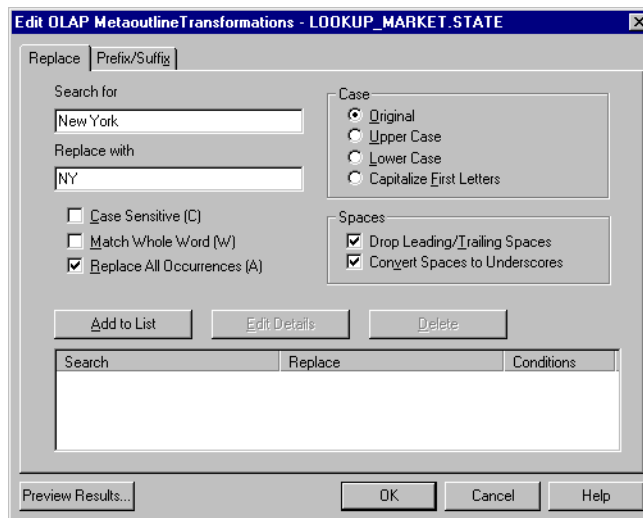 Edit OLAP MetaoutlineTransformations - LOOKUP_MARKET.STATE
Replace
Prefix/Suffix
Search for
New York
Replace with
NY
Case Sensitive (C)
Match Whole Word (W)
Replace All Occurrences (A)
Case
Original
Upper Case
Lower Case
Capitalize First Letters
Spaces
Drop Leading/Trailing Spaces
Convert Spaces to Underscores
Add to List
Edit Details
Delete
Search Replace Conditions
Preview Results...
OK
Cancel
Help